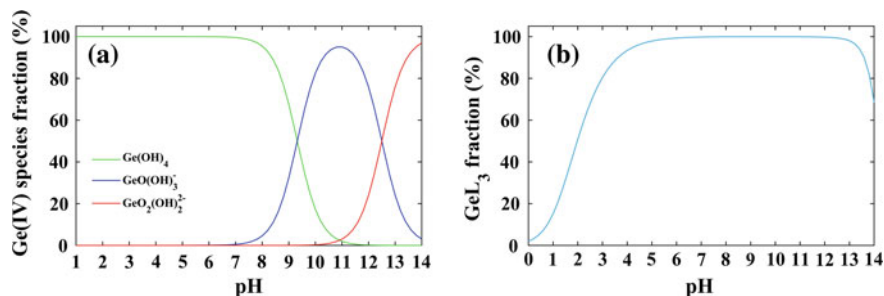 (a)
Ge(IV) species fraction (%)
100
80
60
40
20
0
Ge(OH)₄
GeO(OH)₃⁻
GeO₂(OH)₂²⁻
1 2 3 4 5 6 7 8 9 10 11 12 13 14
pH
(b)
GeL₃ fraction (%)
100
80
60
40
20
0
0 1 2 3 4 5 6 7 8 9 10 11 12 13 14
pH